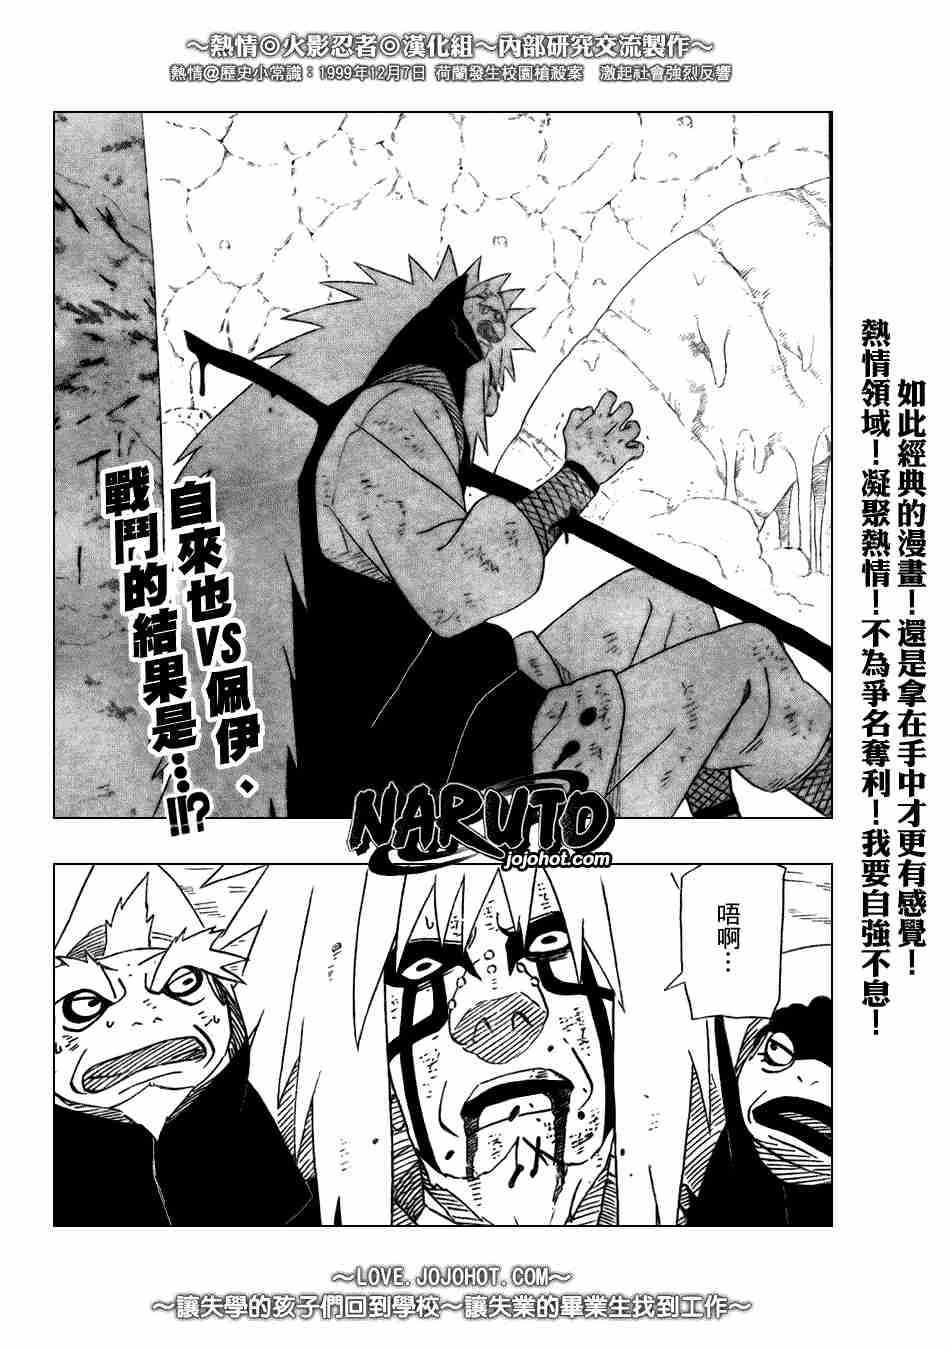 ～熱情◎火影忍者◎漢化組～內部研究交流製作～
熱情@歷史小常識：1999年12月7日 荷蘭發生校園槍殺案 激起社會強烈反響
如此經典的漫畫！還是拿在手中才更有感覺！
熱情領域！凝聚熱情！不為爭名奪利！我要自強不息！
自來也VS佩伊、
戰鬥的結果是…!!?
NARUTO
jojohot.com
唔啊…
～LOVE.JOJOHOT.COM～
～讓失學的孩子們回到學校～讓失業的畢業生找到工作～